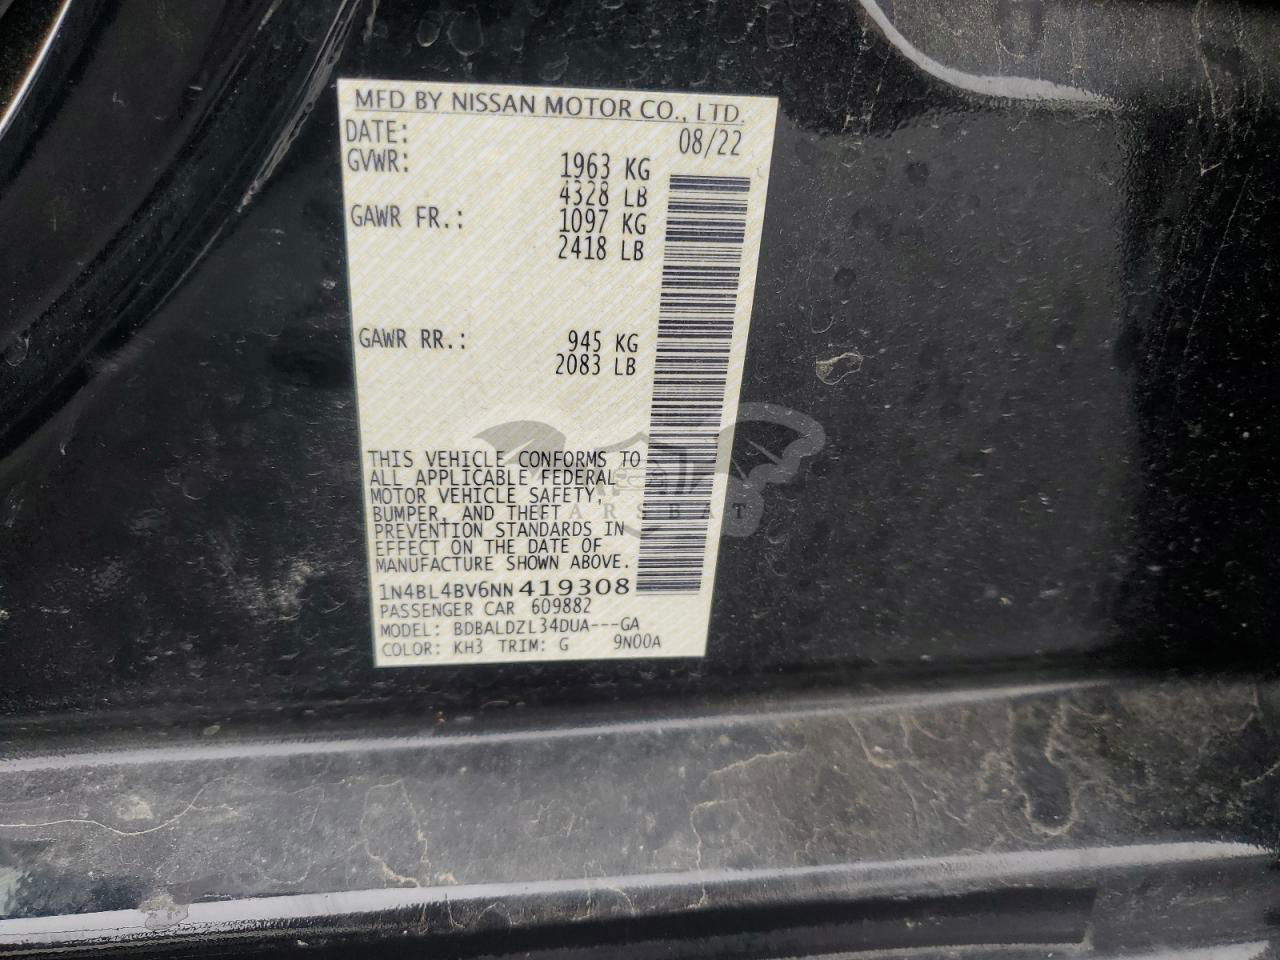 MFD BY NISSAN MOTOR CO., LTD.
DATE: 08/22
GVWR: 1963 KG
4328 LB
GAWR FR.: 1097 KG
2418 LB
GAWR RR.: 945 KG
2083 LB
THIS VEHICLE CONFORMS TO
ALL APPLICABLE FEDERAL
MOTOR VEHICLE SAFETY,
BUMPER, AND THEFT
PREVENTION STANDARDS IN
EFFECT ON THE DATE OF
MANUFACTURE SHOWN ABOVE.
1N4BL4BV6NN419308
PASSENGER CAR 609882
MODEL: BDBALDZL34DUA---GA
COLOR: KH3 TRIM: G 9N00A
ARSBAT